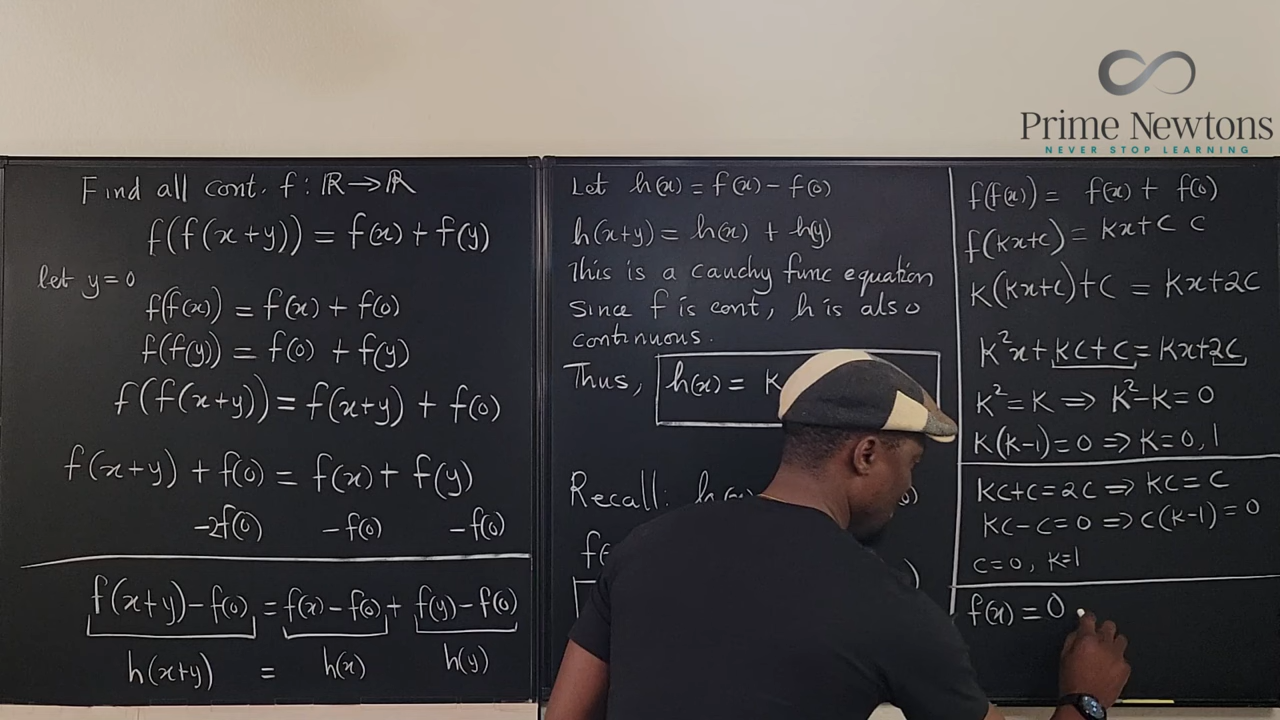 Prime Newtons
NEVER STOP LEARNING
Find all cont. f: ℝ→ℝ
f(f(x+y)) = f(x) + f(y)
let y=0
f(f(x)) = f(x) + f(0)
f(f(y)) = f(0) + f(y)
f(f(x+y)) = f(x+y) + f(0)
f(x+y) + f(0) = f(x) + f(y)
-2f(0) -f(0) -f(0)
f(x+y)-f(0) = f(x)-f(0) + f(y)-f(0)
h(x+y) = h(x) h(y)
Let h(x) = f(x) - f(0)
h(x+y) = h(x) + h(y)
This is a cauchy func equation
Since f is cont, h is also
continuous.
Thus, h(x) = K
Recall:
f(f(x)) = f(x) + f(0)
f(Kx+c) = Kx+c c
K(Kx+c)+c = Kx+2c
K²x+Kc+c = Kx+2c
K²=K ⇒ K²-K=0
K(K-1)=0 ⇒ K=0,1
Kc+c=2c ⇒ Kc=c
Kc-c=0 ⇒ c(K-1)=0
c=0, K=1
f(x) = 0